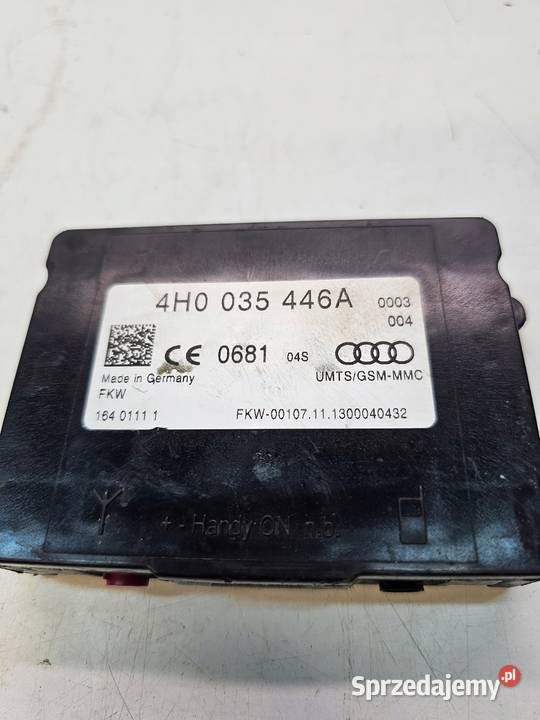 4H0 035 446A 0003
004
CE 0681 04S
Made in Germany
UMTS/GSM-MMC
FKW
164 0111 1
FKW-00107.11.1300040432
+ - Handy ON n.b.
Sprzedajemy.pl